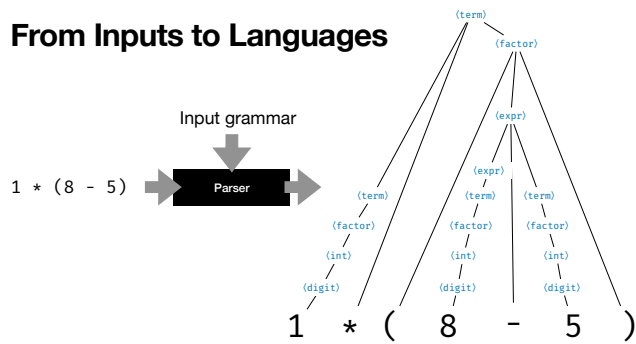 From Inputs to Languages
Input grammar
1 * (8 - 5)
Parser
⟨term⟩
⟨factor⟩
⟨expr⟩
⟨expr⟩
⟨term⟩ ⟨term⟩ ⟨term⟩
⟨factor⟩ ⟨factor⟩ ⟨factor⟩
⟨int⟩ ⟨int⟩ ⟨int⟩
⟨digit⟩ ⟨digit⟩ ⟨digit⟩
1 * ( 8 - 5 )